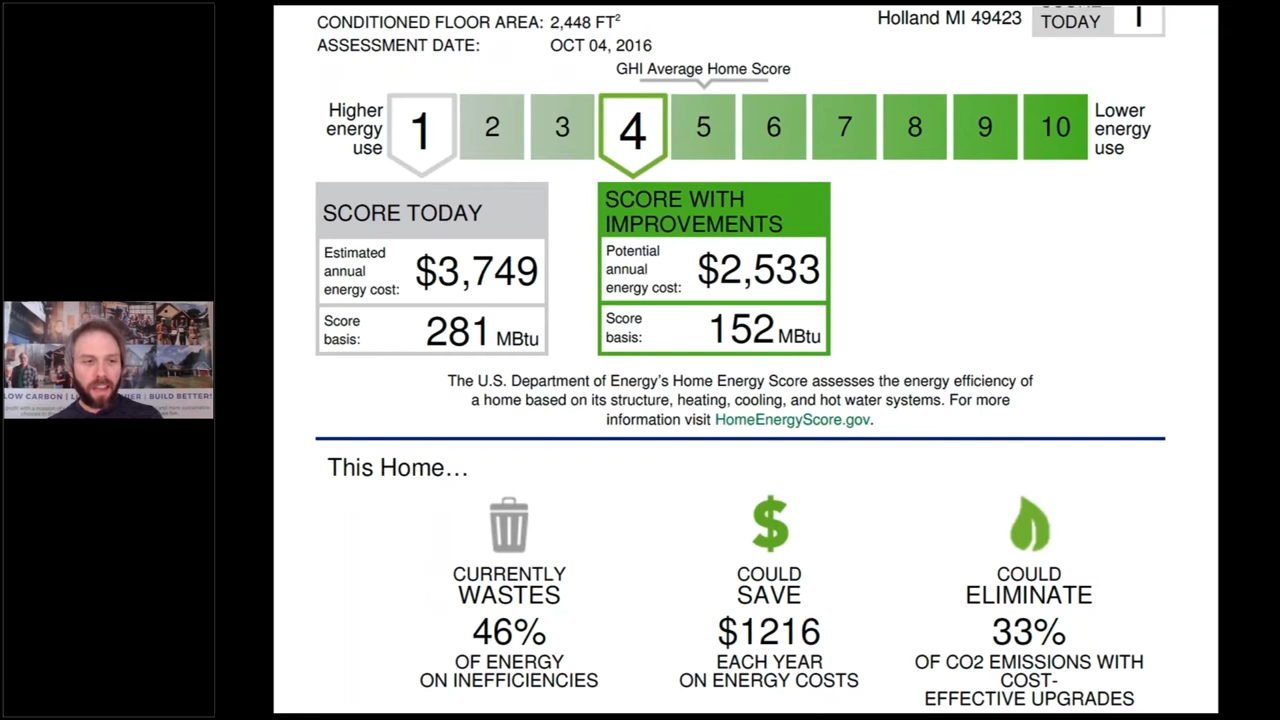 CONDITIONED FLOOR AREA: 2,448 FT²
Holland MI 49423
TODAY
1
ASSESSMENT DATE: OCT 04, 2016
GHI Average Home Score
Higher energy use
1 2 3 4 5 6 7 8 9 10
Lower energy use
SCORE TODAY
Estimated annual energy cost: $3,749
Score basis: 281 MBtu
SCORE WITH
IMPROVEMENTS
Potential annual energy cost: $2,533
Score basis: 152 MBtu
The U.S. Department of Energy's Home Energy Score assesses the energy efficiency of
a home based on its structure, heating, cooling, and hot water systems. For more
information visit HomeEnergyScore.gov.
This Home…
CURRENTLY
WASTES
46%
OF ENERGY
ON INEFFICIENCIES
COULD
SAVE
$1216
EACH YEAR
ON ENERGY COSTS
COULD
ELIMINATE
33%
OF CO2 EMISSIONS WITH
COST-
EFFECTIVE UPGRADES
LOW CARBON |
| BUILD BETTER!